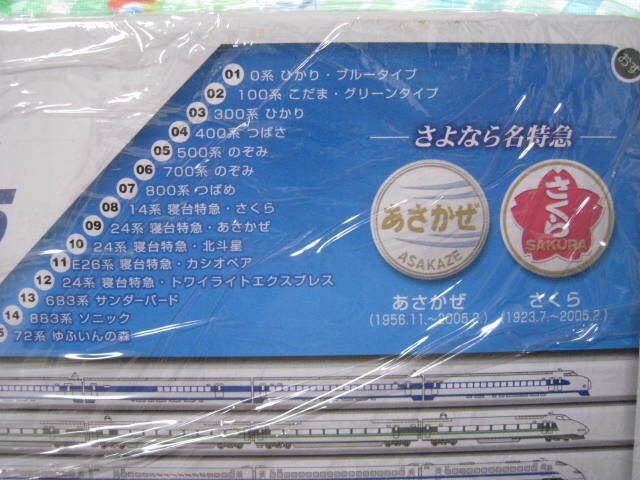 01 0系 ひかり・ブルータイプ
02 100系 こだま・グリーンタイプ
03 300系 ひかり
04 400系 つばさ
05 500系 のぞみ
06 700系 のぞみ
07 800系 つばめ
08 14系 寝台特急・さくら
09 24系 寝台特急・あさかぜ
10 24系 寝台特急・北斗星
11 E26系 寝台特急・カシオペア
12 24系 寝台特急・トワイライトエクスプレス
13 683系 サンダーバード
14 883系 ソニック
5 72系 ゆふいんの森
さよなら名特急
あさかぜ
ASAKAZE
あさかぜ
(1956.11.~2005.2.)
さくら
SAKURA
さくら
(1923.7.~2005.2.)
おす
5